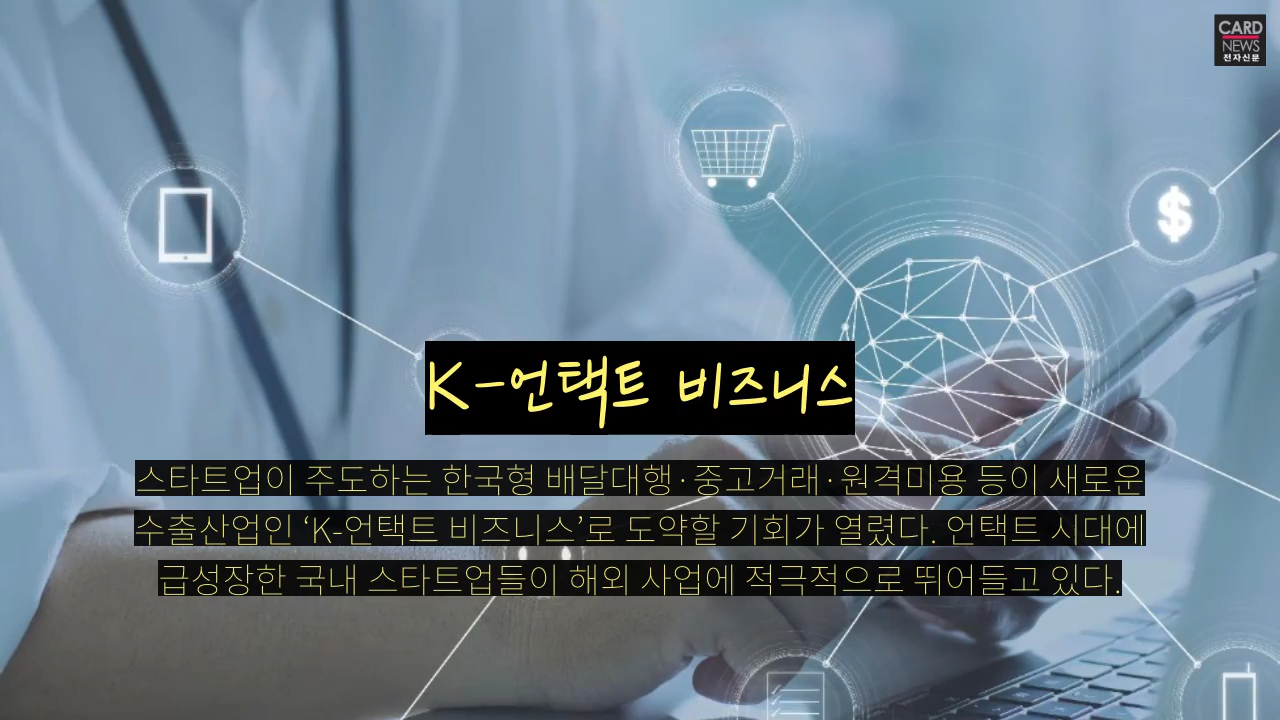 CARD
NEWS
전자신문
$
K-언택트 비즈니스
스타트업이 주도하는 한국형 배달대행·중고거래·원격미용 등이 새로운
수출산업인 ‘K-언택트 비즈니스’로 도약할 기회가 열렸다. 언택트 시대에
급성장한 국내 스타트업들이 해외 사업에 적극적으로 뛰어들고 있다.